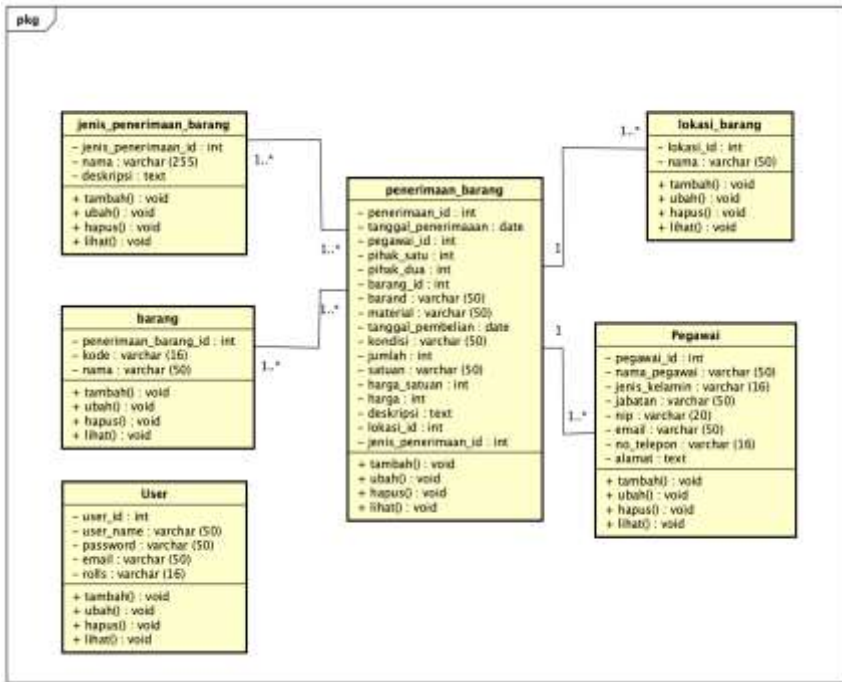 pkg
jenis_penerimaan_barang
- jenis_penerimaan_id : int
- nama : varchar (255)
- deskripsi : text
+ tambah() : void
+ ubah() : void
+ hapus() : void
+ lihat() : void
1..*
1..*
barang
- penerimaan_barang_id : int
- kode : varchar (16)
- nama : varchar (50)
+ tambah() : void
+ ubah() : void
+ hapus() : void
+ lihat() : void
1..*
1..*
User
- user_id : int
- user_name : varchar (50)
- password : varchar (50)
- email : varchar (50)
- rolls : varchar (16)
+ tambah() : void
+ ubah() : void
+ hapus() : void
+ lihat() : void
penerimaan_barang
- penerimaan_id : int
- tanggal_penerimaaan : date
- pegawai_id : int
- pihak_satu : int
- pihak_dua : int
- barang_id : int
- barand : varchar (50)
- material : varchar (50)
- tanggal_pembelian : date
- kondisi : varchar (50)
- jumlah : int
- satuan : varchar (50)
- harga_satuan : int
- harga : int
- deskripsi : text
- lokasi_id : int
- jenis_penerimaan_id : int
+ tambah() : void
+ ubah() : void
+ hapus() : void
+ lihat() : void
1
1..*
lokasi_barang
- lokasi_id : int
- nama : varchar (50)
+ tambah() : void
+ ubah() : void
+ hapus() : void
+ lihat() : void
1
1..*
Pegawai
- pegawai_id : int
- nama_pegawai : varchar (50)
- jenis_kelamin : varchar (16)
- jabatan : varchar (50)
- nip : varchar (20)
- email : varchar (50)
- no_telepon : varchar (16)
- alamat : text
+ tambah() : void
+ ubah() : void
+ hapus() : void
+ lihat() : void